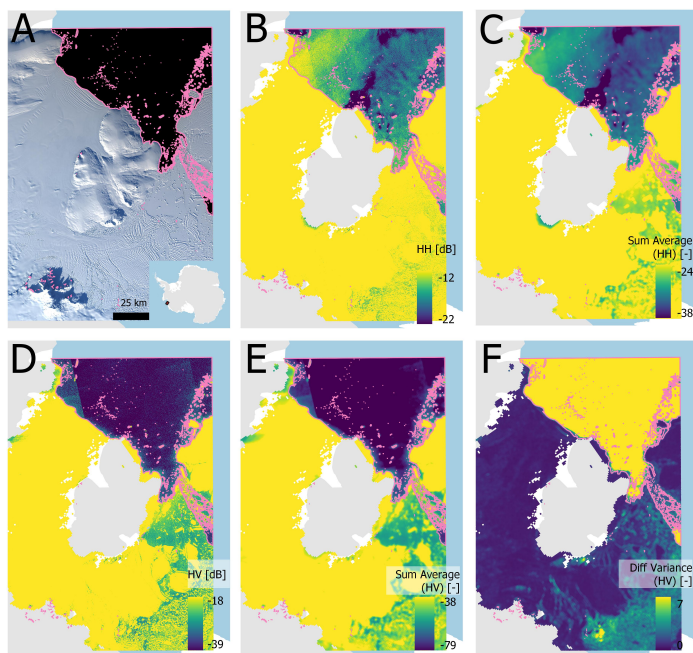 A
B
C
25 km
HH [dB]
-12
-22
Sum Average
(HH) [-]
-24
-38
D
E
F
HV [dB]
-18
-39
Sum Average
(HV) [-]
-38
-79
Diff Variance
(HV) [-]
7
0